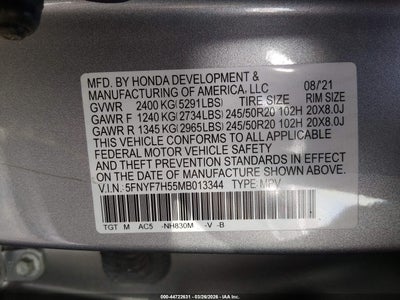 MFD. BY HONDA DEVELOPMENT &
MANUFACTURING OF AMERICA, LLC 08/21
GVWR 2400 KG(5291LBS) TIRE SIZE RIM SIZE
GAWR F 1240 KG(2734LBS) 245/50R20 102H 20X8.0J
GAWR R 1345 KG(2965LBS) 245/50R20 102H 20X8.0J
THIS VEHICLE CONFORMS TO ALL APPLICABLE
FEDERAL MOTOR VEHICLE SAFETY, BUMPER,
AND THEFT PREVENTION STANDARDS IN EFFECT
ON THE DATE OF MANUFACTURE SHOWN ABOVE.
V.I.N.: 5FNYF7H55MB013344 TYPE MPV
TGT M AC5 -NH830M -V -B
000-44722631 - 03/26/2026 - IAA Inc.